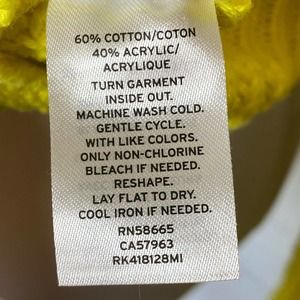 60% COTTON/COTON
40% ACRYLIC/
ACRYLIQUE
TURN GARMENT
INSIDE OUT.
MACHINE WASH COLD.
GENTLE CYCLE.
WITH LIKE COLORS.
ONLY NON-CHLORINE
BLEACH IF NEEDED.
RESHAPE.
LAY FLAT TO DRY.
COOL IRON IF NEEDED.
RN58665
CA57963
RK418128MI